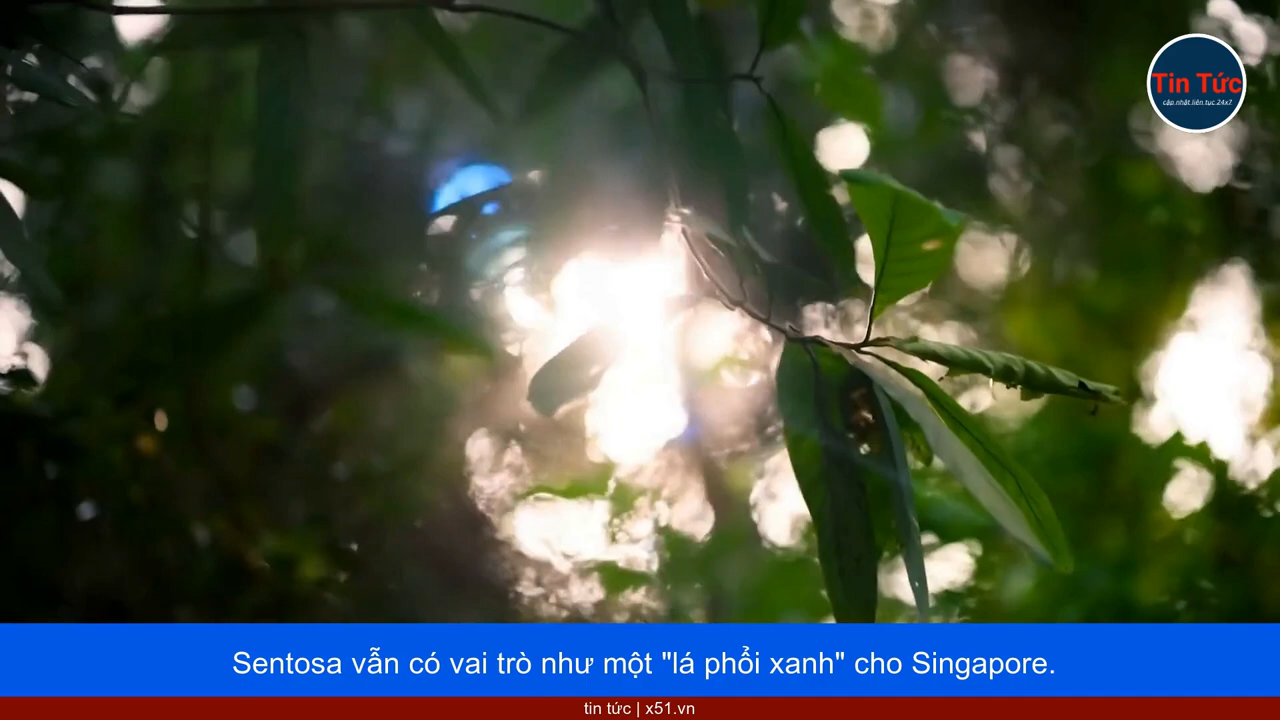 Tin Tức
cập nhật liên tục 24x7
Sentosa vẫn có vai trò như một "lá phổi xanh" cho Singapore.
tin tức | x51.vn